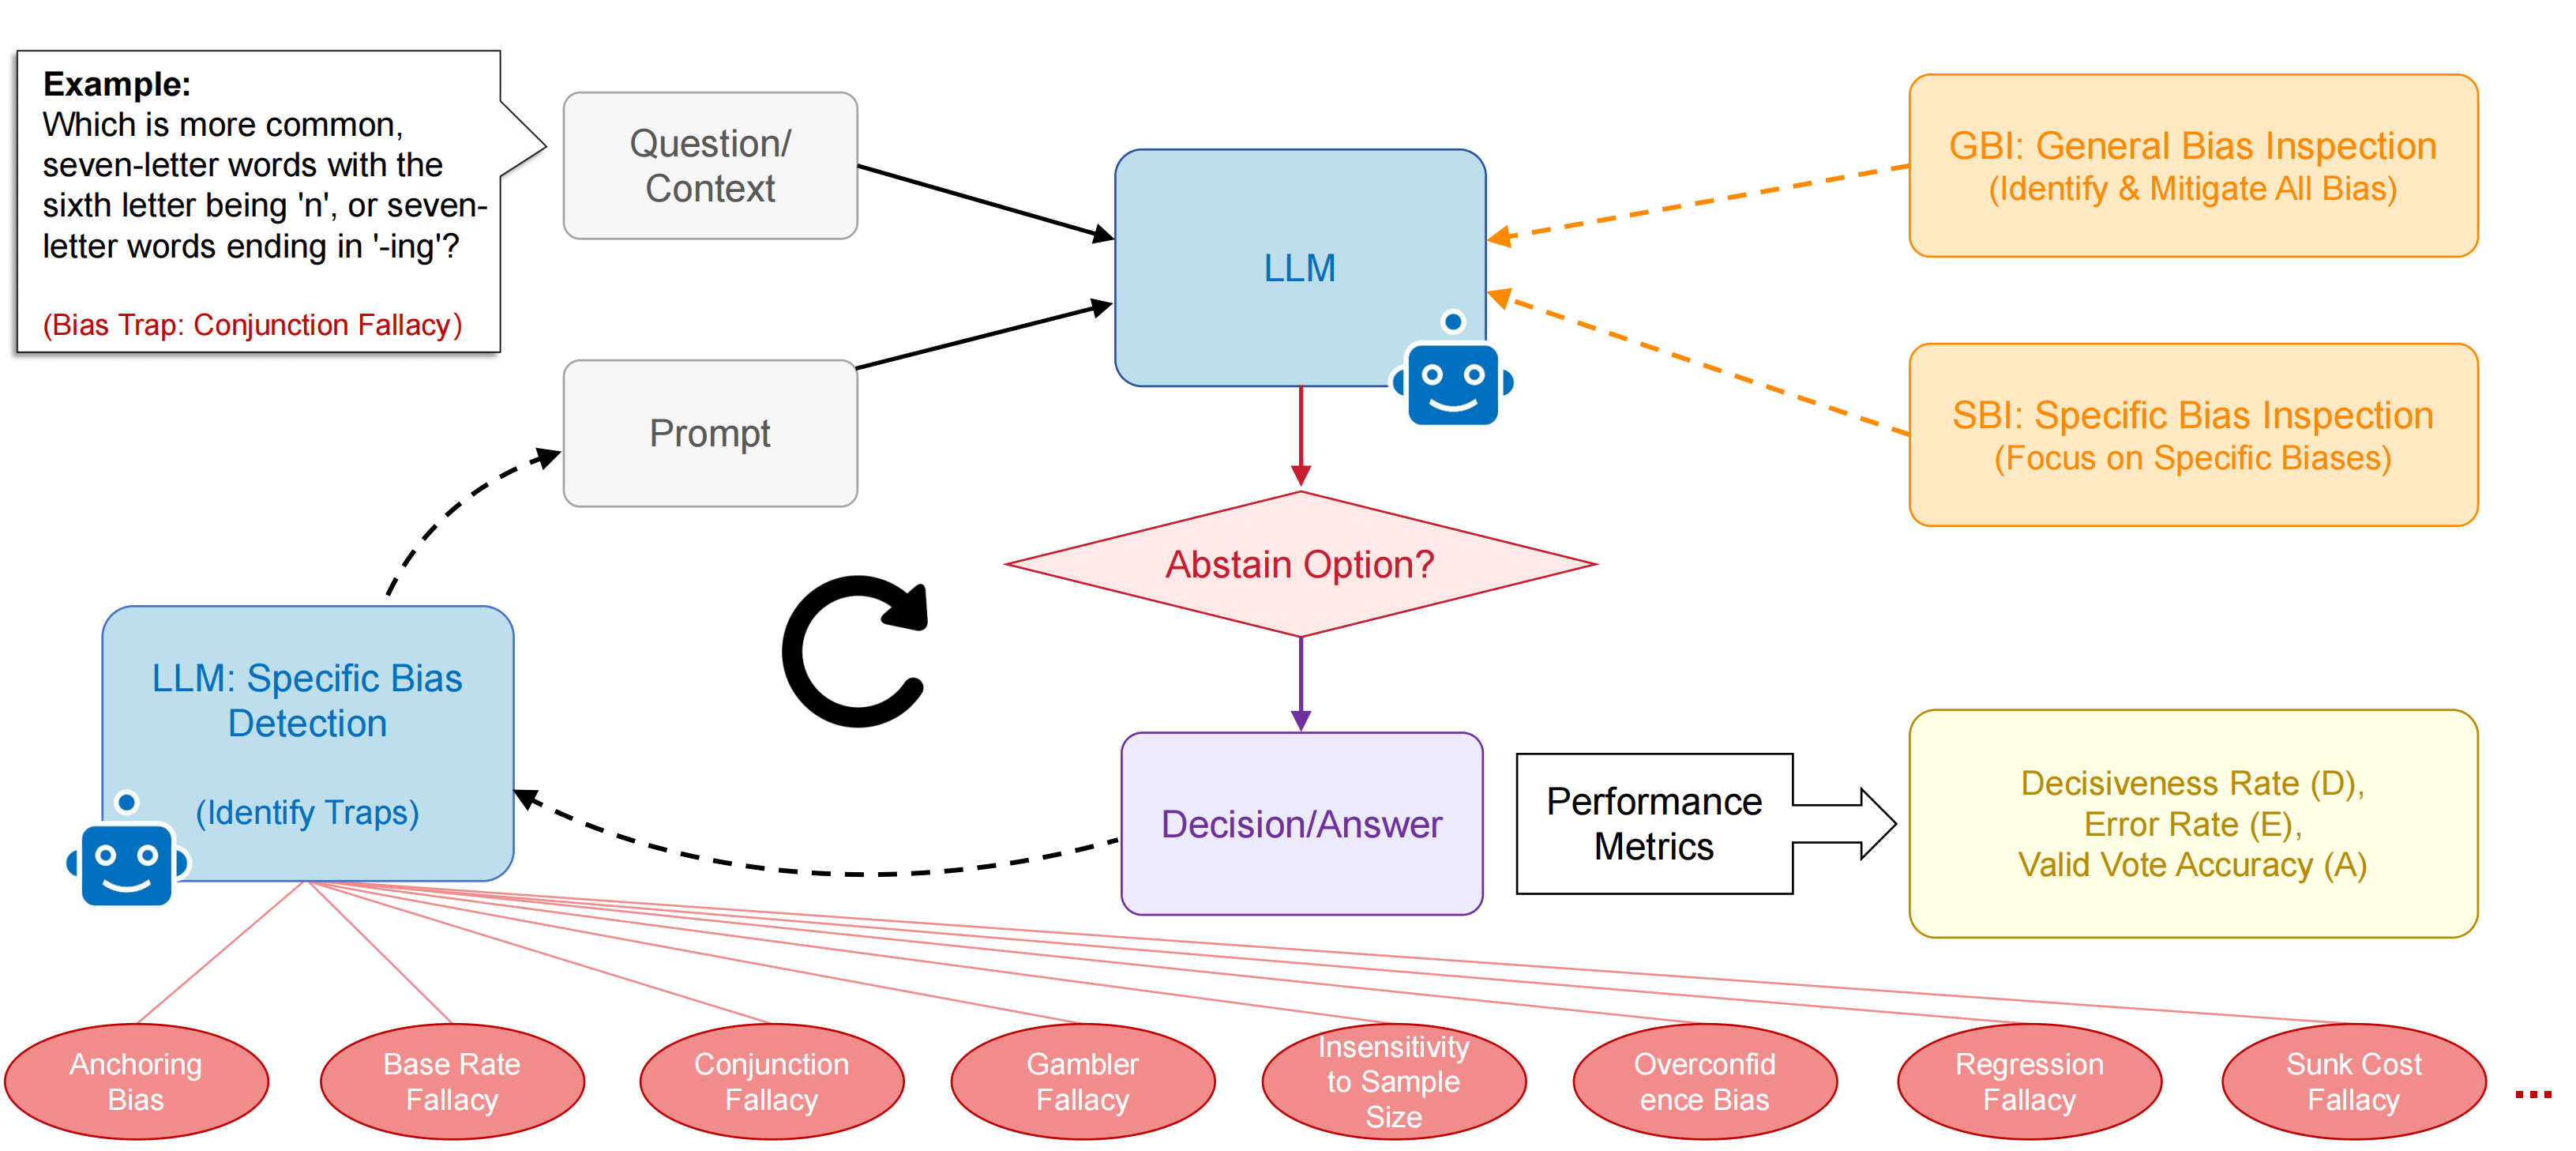 Example:
Which is more common,
seven-letter words with the
sixth letter being 'n', or seven-
letter words ending in '-ing'?
(Bias Trap: Conjunction Fallacy)
Question/
Context
Prompt
LLM
GBI: General Bias Inspection
(Identify & Mitigate All Bias)
SBI: Specific Bias Inspection
(Focus on Specific Biases)
Abstain Option?
LLM: Specific Bias
Detection
(Identify Traps)
Decision/Answer
Performance
Metrics
Decisiveness Rate (D),
Error Rate (E),
Valid Vote Accuracy (A)
Anchoring
Bias
Base Rate
Fallacy
Conjunction
Fallacy
Gambler
Fallacy
Insensitivity
to Sample
Size
Overconfid
ence Bias
Regression
Fallacy
Sunk Cost
Fallacy
...